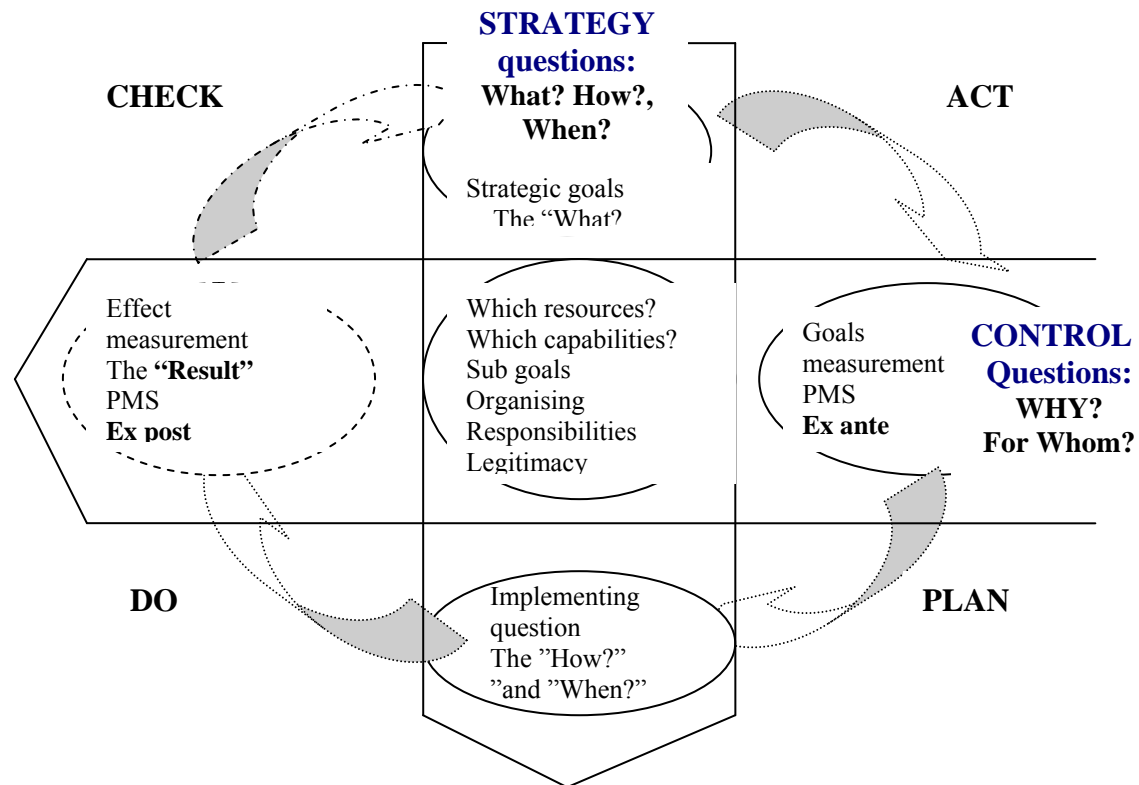 STRATEGY
questions:
What? How?,
When?
CHECK
ACT
Strategic goals
The “What?
Effect
measurement
The “Result”
PMS
Ex post
Which resources?
Which capabilities?
Sub goals
Organising
Responsibilities
Legitimacy
Goals
measurement
PMS
Ex ante
CONTROL
Questions:
WHY?
For Whom?
DO
PLAN
Implementing
question
The ”How?”
”and "When?”